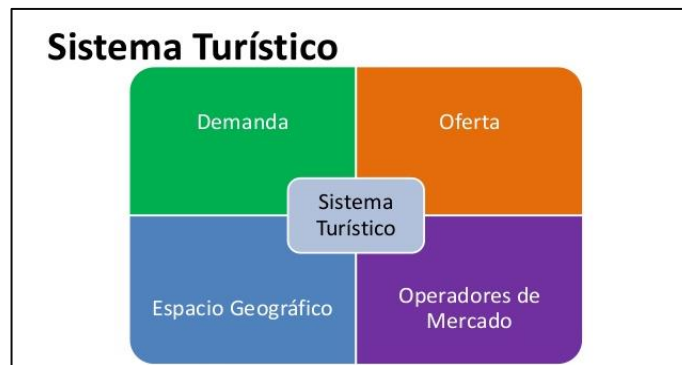 Sistema Turístico
Demanda
Oferta
Sistema
Turístico
Espacio Geográfico
Operadores de
Mercado